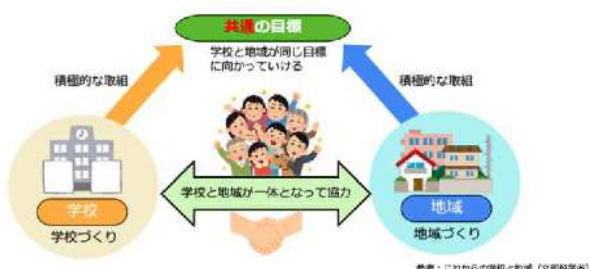 共通の目標
学校と地域が同じ目標
に向かっていける
積極的な取組
積極的な取組
学校と地域が一体となって協力
学校
学校づくり
地域
地域づくり
参考：これからの学校と地域（文部科学省）